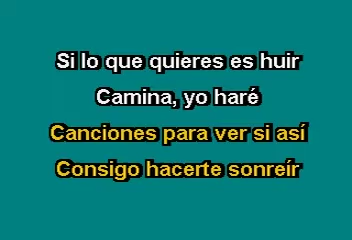 Si lo que quieres es huir
Camina, yo haré
Canciones para ver si así
Consigo hacerte sonreír